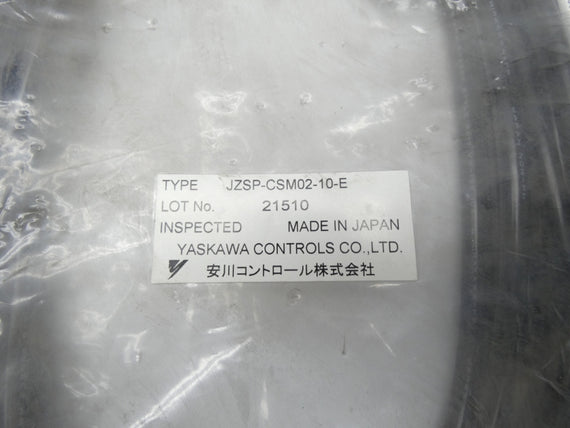 TYPE JZSP-CSM02-10-E
LOT No. 21510
INSPECTED MADE IN JAPAN
YASKAWA CONTROLS CO.,LTD.
安川コントロール株式会社